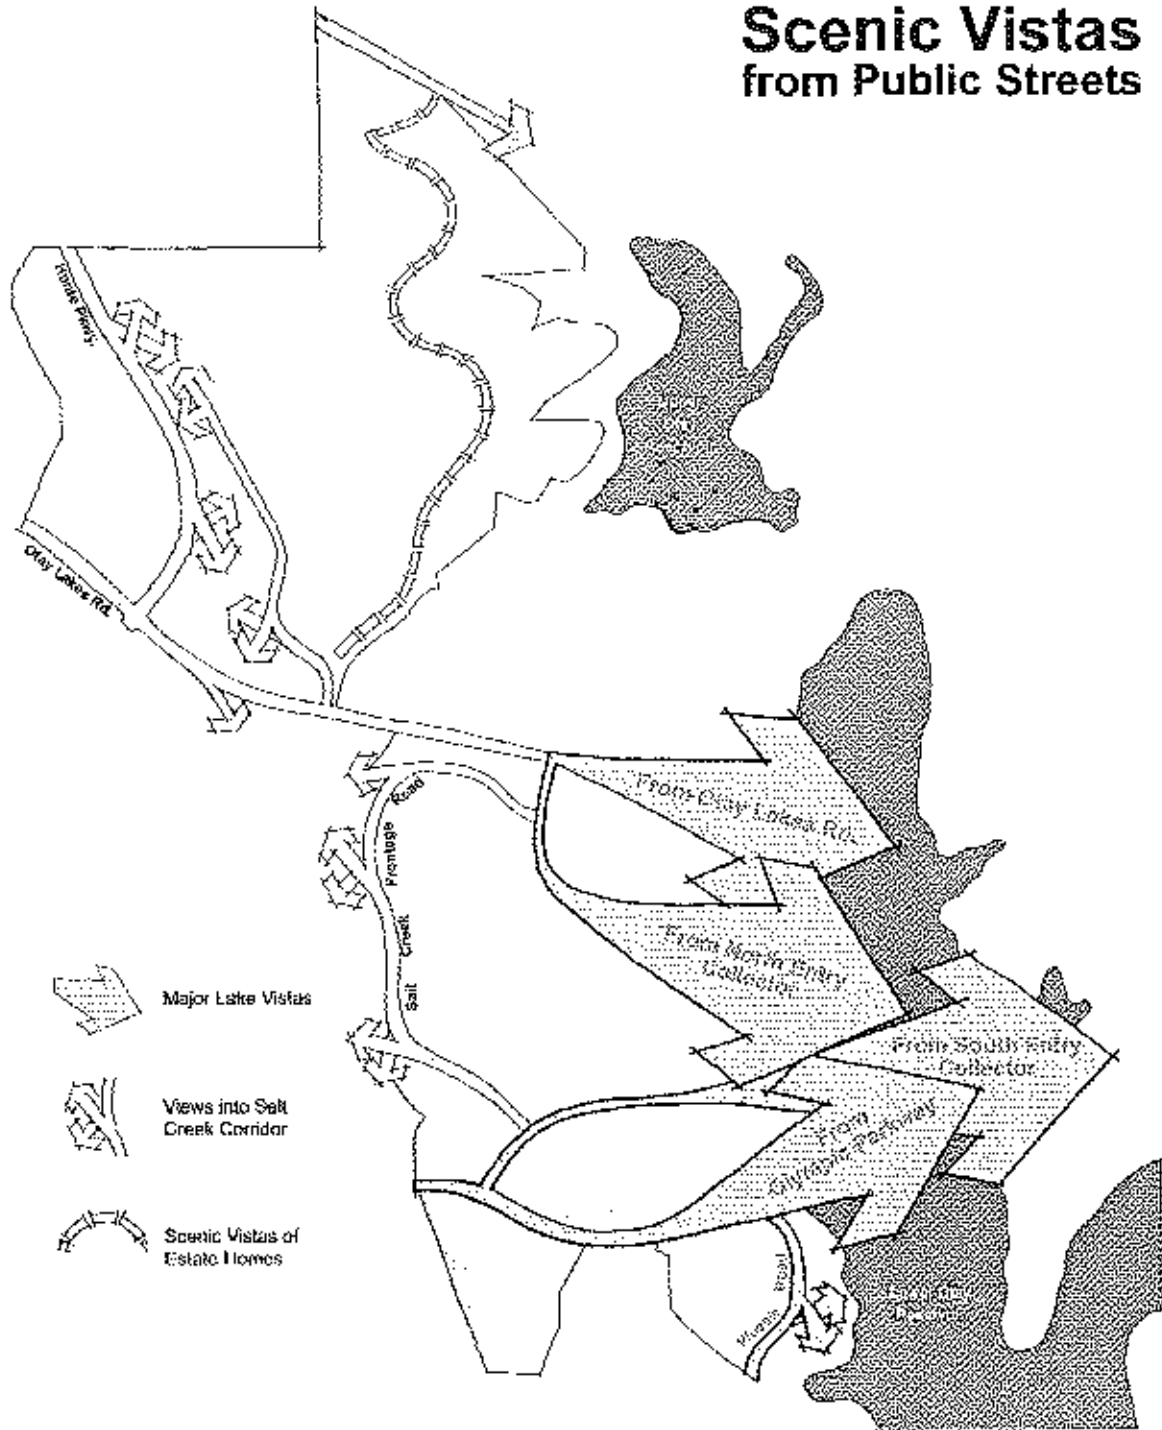 Scenic Vistas
from Public Streets
Otay Lakes Rd.
Road
Frontage
Creek
Salt
From Otay Lakes Rd.
From North Entry
Collector
From South Entry
Collector
From
Olympic Parkway
Road
Major Lake Vistas
Views into Salt
Creek Corridor
Scenic Vistas of
Estate Homes